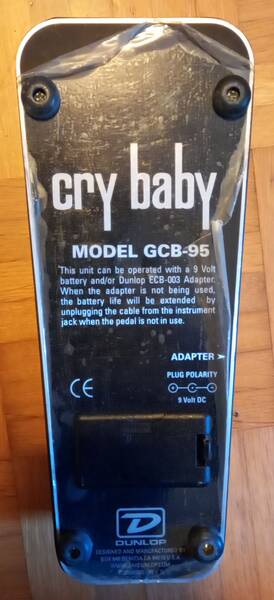 cry baby
MODEL GCB-95
This unit can be operated with a 9 Volt
battery and/or Dunlop ECB-003 Adapter.
When the adapter is not being used,
the battery life will be extended by
unplugging the cable from the instrument
jack when the pedal is not in use.
ADAPTER ➤
PLUG POLARITY
9 Volt DC
CE
D
DUNLOP
DESIGNED AND